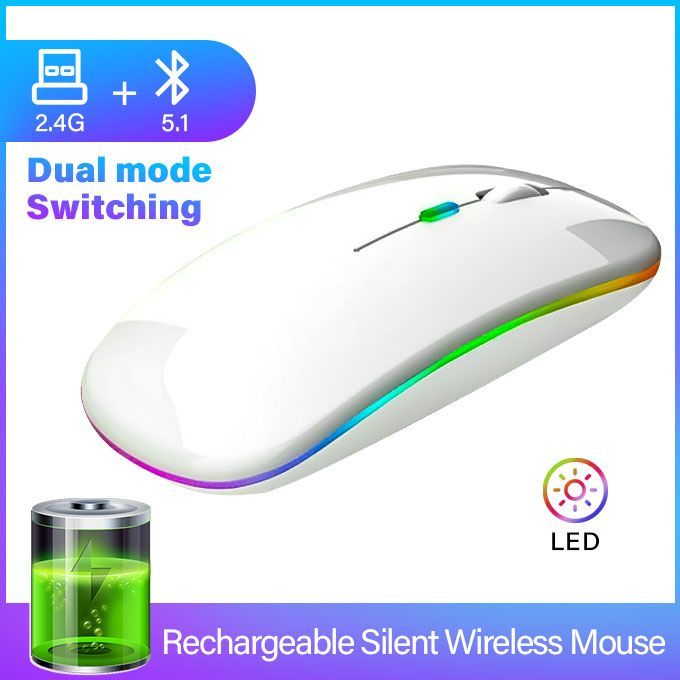 2.4G + 5.1
Dual mode
Switching
LED
Rechargeable Silent Wireless Mouse